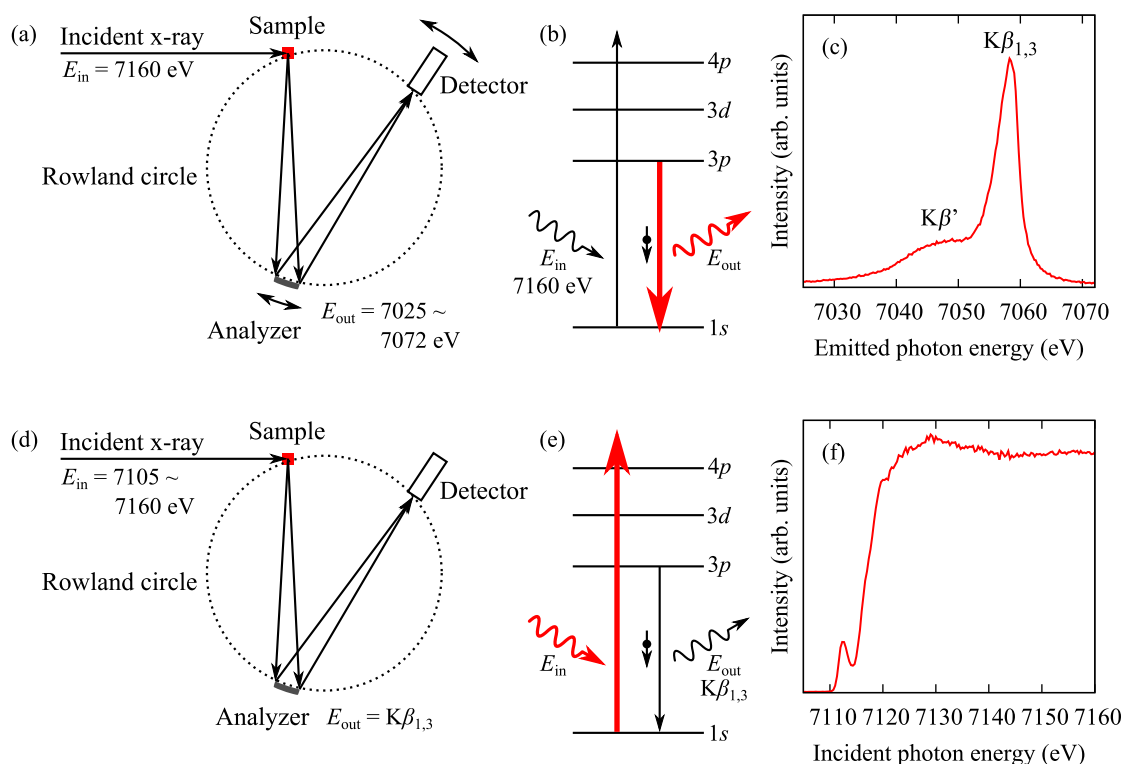 (a)
Sample
Incident x-ray
E_in = 7160 eV
Detector
Rowland circle
Analyzer
E_out = 7025 ~
7072 eV
(b)
4p
3d
3p
E_in
7160 eV
E_out
1s
(c)
Kβ1,3
Kβ’
Intensity (arb. units)
7030 7040 7050 7060 7070
Emitted photon energy (eV)
(d)
Sample
Incident x-ray
E_in = 7105 ~
7160 eV
Detector
Rowland circle
Analyzer
E_out = Kβ1,3
(e)
4p
3d
3p
E_in
E_out
Kβ1,3
1s
(f)
Intensity (arb. units)
7110 7120 7130 7140 7150 7160
Incident photon energy (eV)